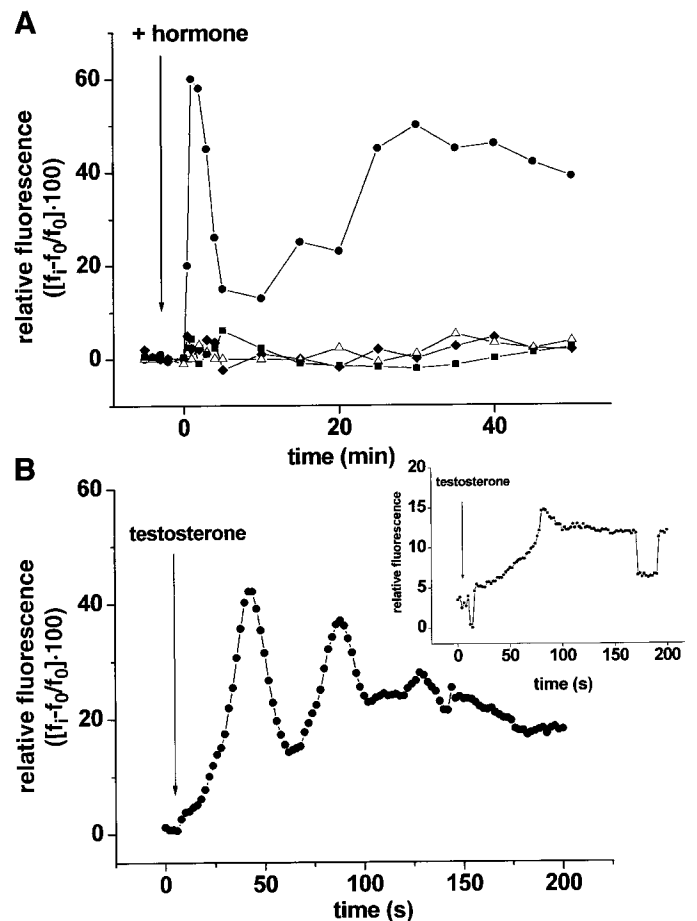 A
+ hormone
60
40
20
0
relative fluorescence
([fi-f0/f0]·100)
0
20
40
time (min)
B
60
40
20
0
relative fluorescence
([fi-f0/f0]·100)
testosterone
0
50
100
150
200
time (s)
20
15
10
5
0
relative fluorescence
testosterone
0
50
100
150
200
time (s)